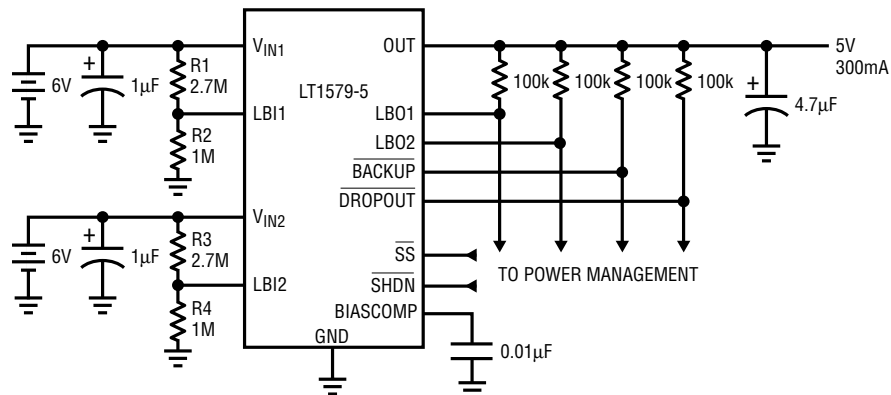 VIN1
OUT
5V
300mA
6V
1µF
R1
2.7M
LT1579-5
100k
100k
100k
100k
4.7µF
LBI1
LBO1
R2
1M
LBO2
BACKUP
DROPOUT
VIN2
6V
1µF
R3
2.7M
SS
TO POWER MANAGEMENT
LBI2
SHDN
R4
1M
BIASCOMP
GND
0.01µF
+
+
+